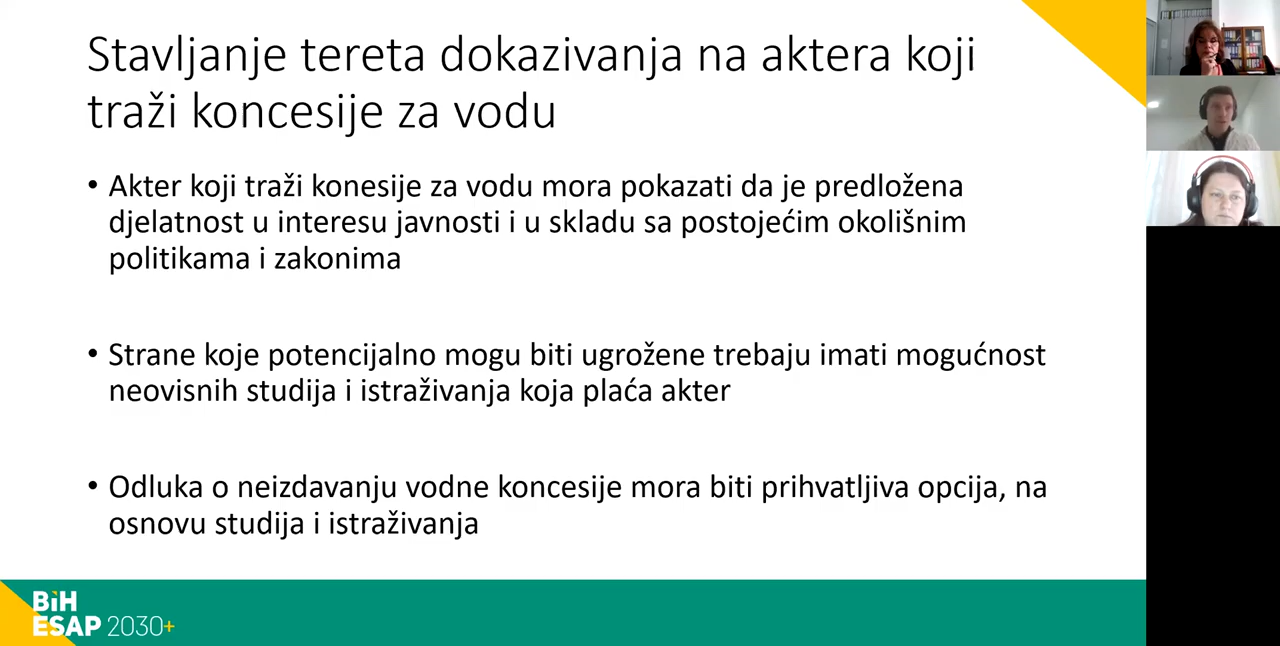 Stavljanje tereta dokazivanja na aktera koji
traži koncesije za vodu
• Akter koji traži konesije za vodu mora pokazati da je predložena
djelatnost u interesu javnosti i u skladu sa postojećim okolišnim
politikama i zakonima
• Strane koje potencijalno mogu biti ugrožene trebaju imati mogućnost
neovisnih studija i istraživanja koja plaća akter
• Odluka o neizdavanju vodne koncesije mora biti prihvatljiva opcija, na
osnovu studija i istraživanja
BiH
ESAP 2030+